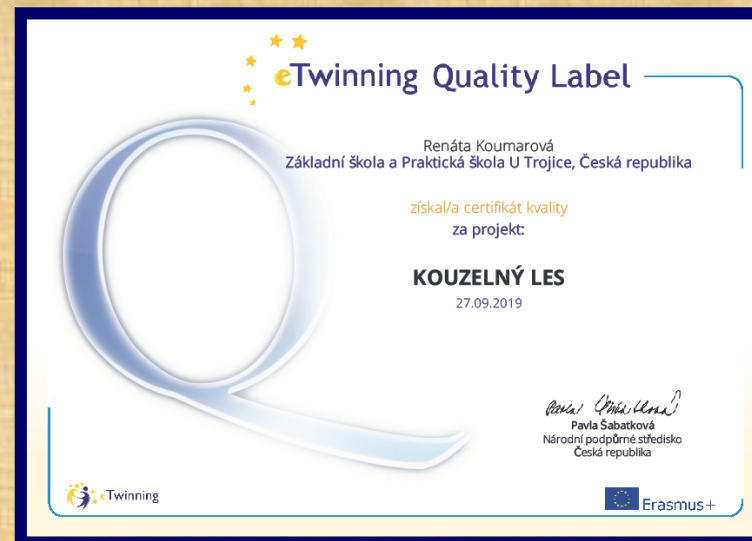 eTwinning Quality Label
Renáta Koumarová
Základní škola a Praktická škola U Trojice, Česká republika
získal/a certifikát kvality
za projekt:
KOUZELNÝ LES
27.09.2019
Pavla Šabatková
Národní podpůrné středisko
Česká republika
eTwinning
Erasmus+